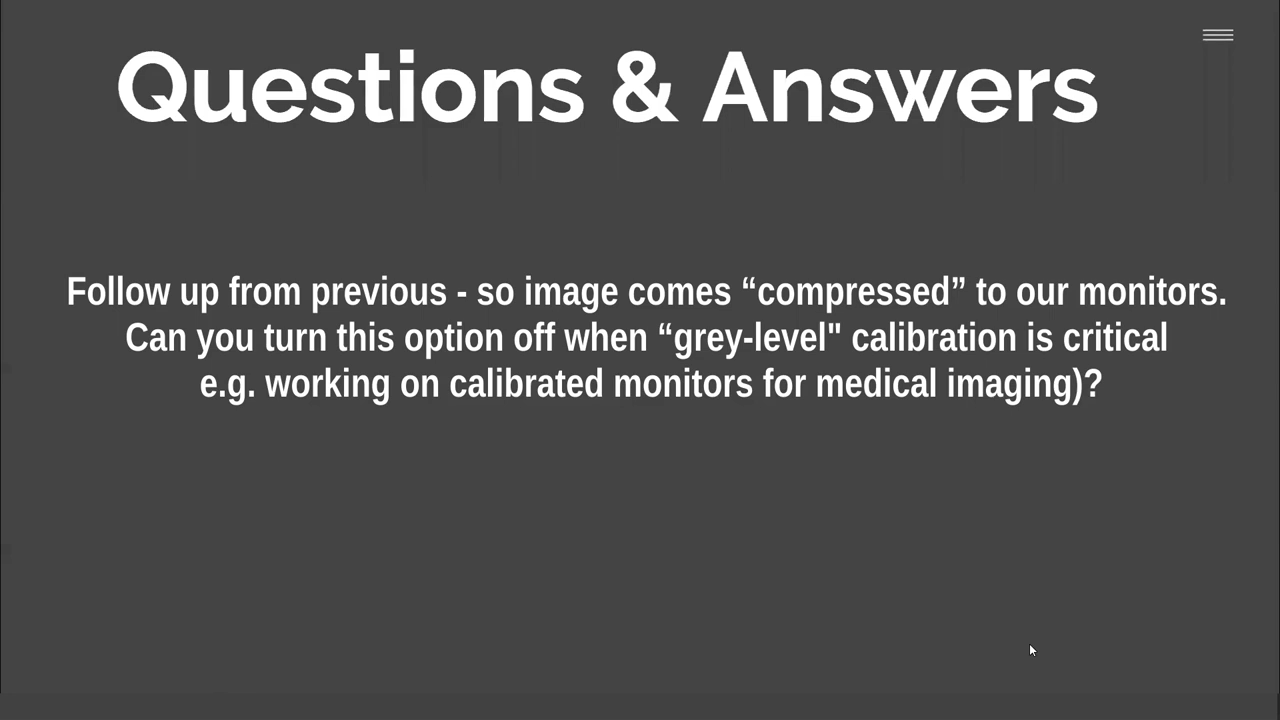 Questions & Answers
Follow up from previous - so image comes “compressed” to our monitors.
Can you turn this option off when “grey-level" calibration is critical
e.g. working on calibrated monitors for medical imaging)?